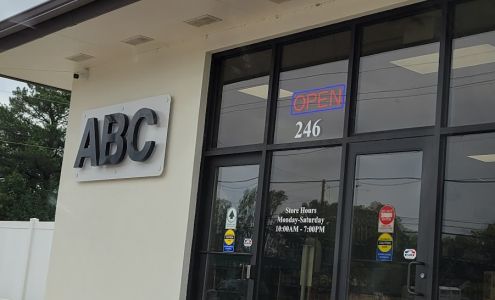 ABC
OPEN
246
Store Hours
Monday-Saturday
10:00AM - 7:00PM